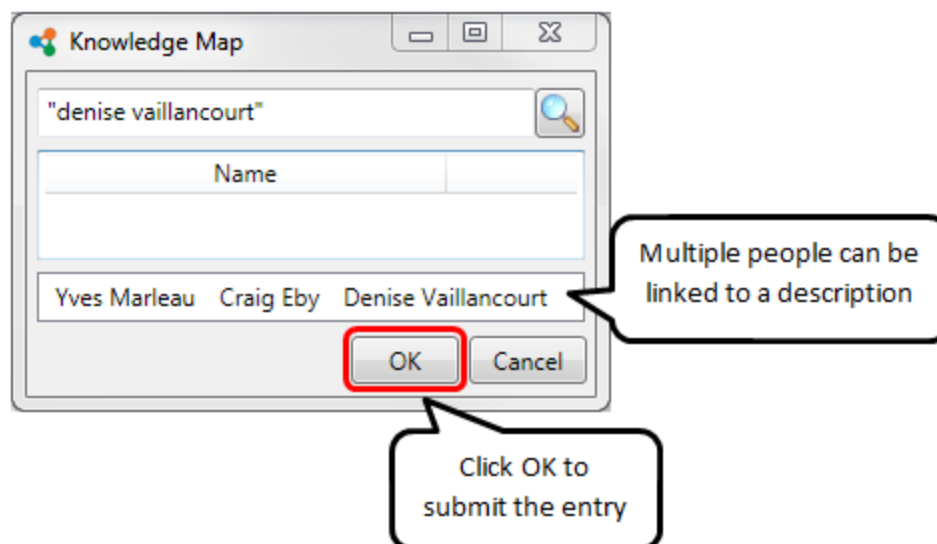 Knowledge Map
"denise vaillancourt"
Name
Multiple people can be
linked to a description
Yves Marleau Craig Eby Denise Vaillancourt
OK Cancel
Click OK to
submit the entry